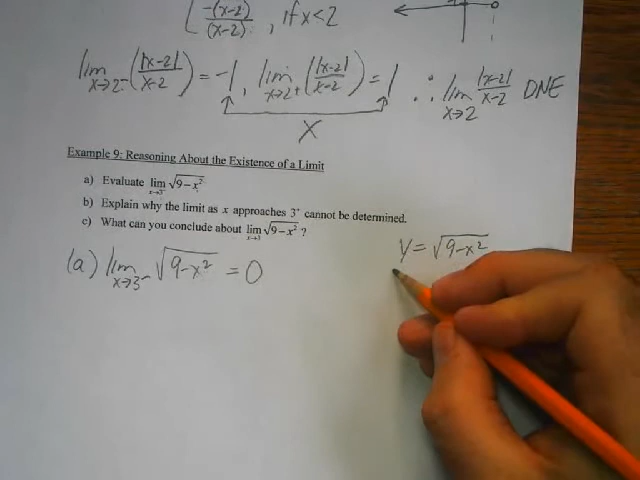 -(x-2)/(x-2), if x<2
lim x→2⁻ (|x-2|/x-2) = -1, lim x→2⁺ (|x-2|/x-2) = 1 ∴ lim x→2 |x-2|/x-2 DNE
X
Example 9: Reasoning About the Existence of a Limit
a) Evaluate lim x→3⁻ √9-x²
b) Explain why the limit as x approaches 3⁺ cannot be determined.
c) What can you conclude about lim x→3 √9-x² ?
(a) lim x→3⁻ √9-x² = 0
y = √9-x²